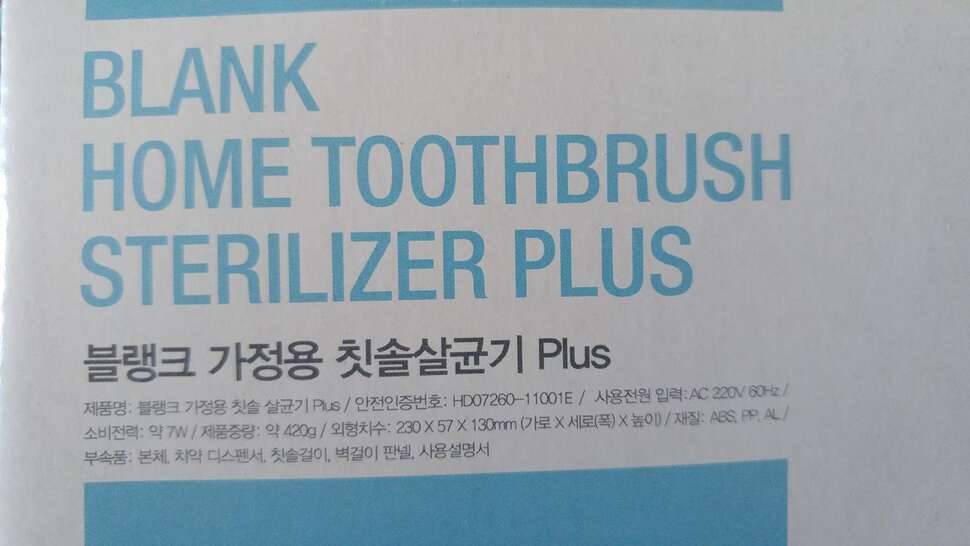 BLANK
HOME TOOTHBRUSH
STERILIZER PLUS
블랭크 가정용 칫솔살균기 Plus
제품명: 블랭크 가정용 칫솔 살균기 Plus / 안전인증번호: HD07260-11001E / 사용전원 입력: AC 220V 60Hz /
소비전력: 약 7W / 제품중량: 약 420g / 외형치수: 230 X 57 X 130mm (가로 X 세로(폭) X 높이) / 재질: ABS, PP, AL /
부속품: 본체, 치약 디스펜서, 칫솔걸이, 벽걸이 판넬, 사용설명서